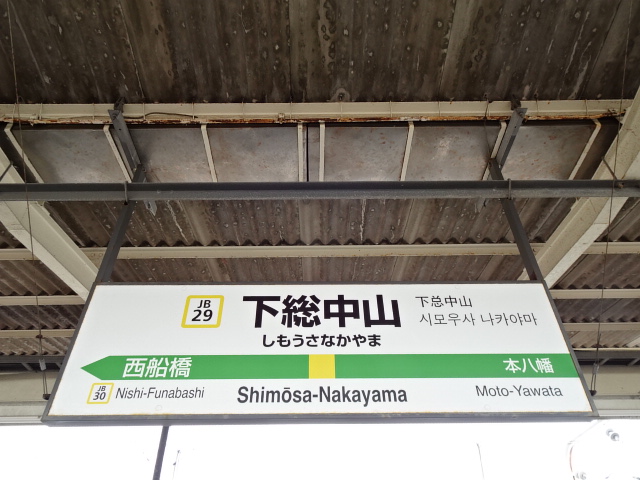 JB
29
下総中山
しもうさなかやま
下总中山
시모우사 나카야마
西船橋
本八幡
JB
30
Nishi-Funabashi
Shimōsa-Nakayama
Moto-Yawata